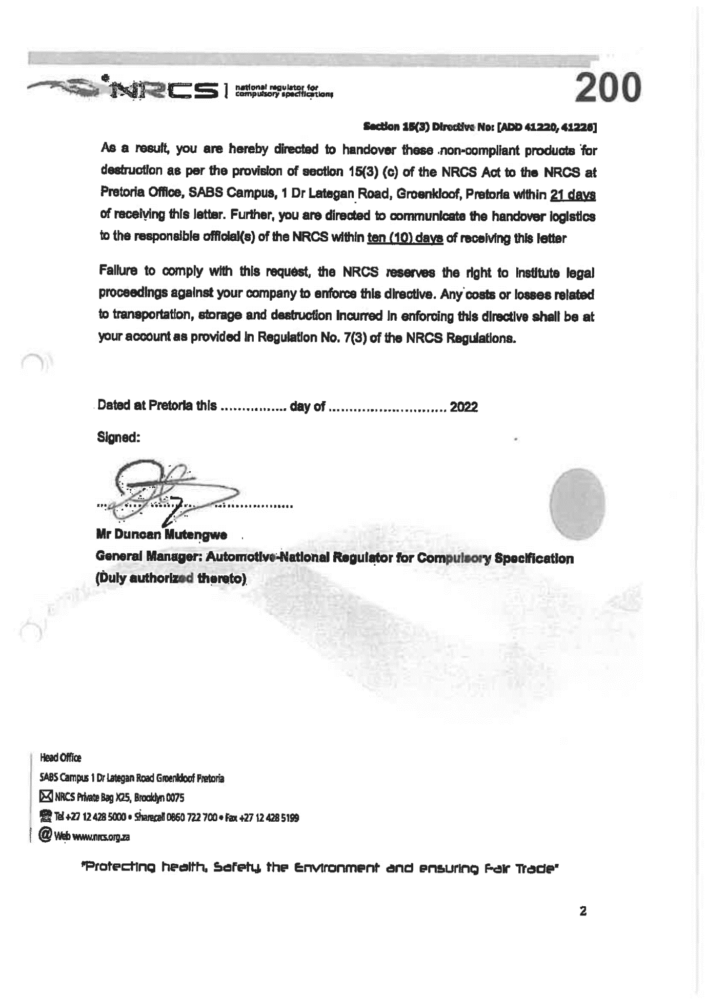 NRCS
national regulator for
compulsory specifications
200
Section 15(3) Directive No: [ADD 41220, 41226]
As a result, you are hereby directed to handover these non-compliant products for
destruction as per the provision of section 15(3) (c) of the NRCS Act to the NRCS at
Pretoria Office, SABS Campus, 1 Dr Lategan Road, Groenkloof, Pretoria within 21 days
of receiving this letter. Further, you are directed to communicate the handover logistics
to the responsible official(s) of the NRCS within ten (10) days of receiving this letter
Failure to comply with this request, the NRCS reserves the right to institute legal
proceedings against your company to enforce this directive. Any costs or losses related
to transportation, storage and destruction incurred in enforcing this directive shall be at
your account as provided in Regulation No. 7(3) of the NRCS Regulations.
Dated at Pretoria this ............... day of ............................ 2022
Signed:
Mr Duncan Mutengwe
General Manager: Automotive-National Regulator for Compulsory Specification
(Duly authorized thereto)
Head Office
SABS Campus 1 Dr Lategan Road Groenkloof Pretoria
NRCS Private Bag X25, Brooklyn 0075
Tel +27 12 428 5000 • Sharecall 0860 722 700 • Fax +27 12 428 5199
@ Web www.nrcs.org.za
"Protecting health, Safety, the Environment and ensuring Fair Trade"
2